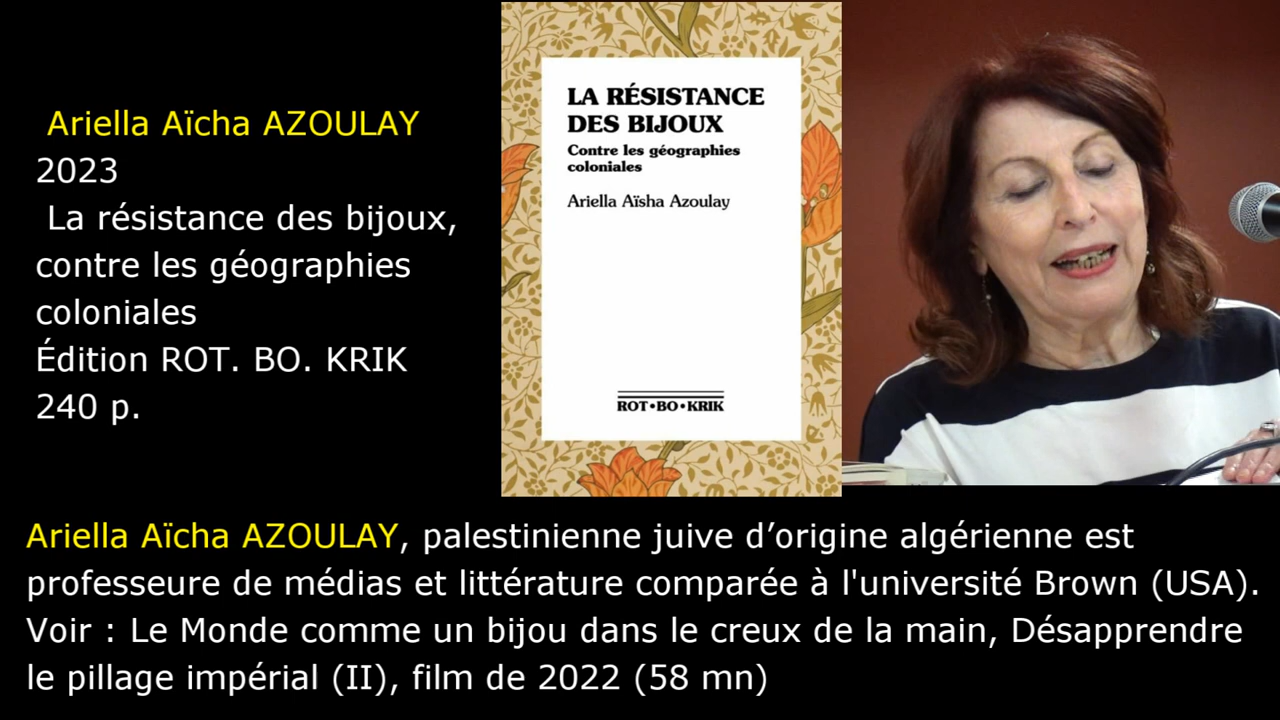 Ariella Aïcha AZOULAY
2023
La résistance des bijoux,
contre les géographies
coloniales
Édition ROT. BO. KRIK
240 p.
LA RÉSISTANCE
DES BIJOUX
Contre les géographies
coloniales
Ariella Aïsha Azoulay
ROT•BO•KRIK
Ariella Aïcha AZOULAY, palestinienne juive d’origine algérienne est
professeure de médias et littérature comparée à l'université Brown (USA).
Voir : Le Monde comme un bijou dans le creux de la main, Désapprendre
le pillage impérial (II), film de 2022 (58 mn)